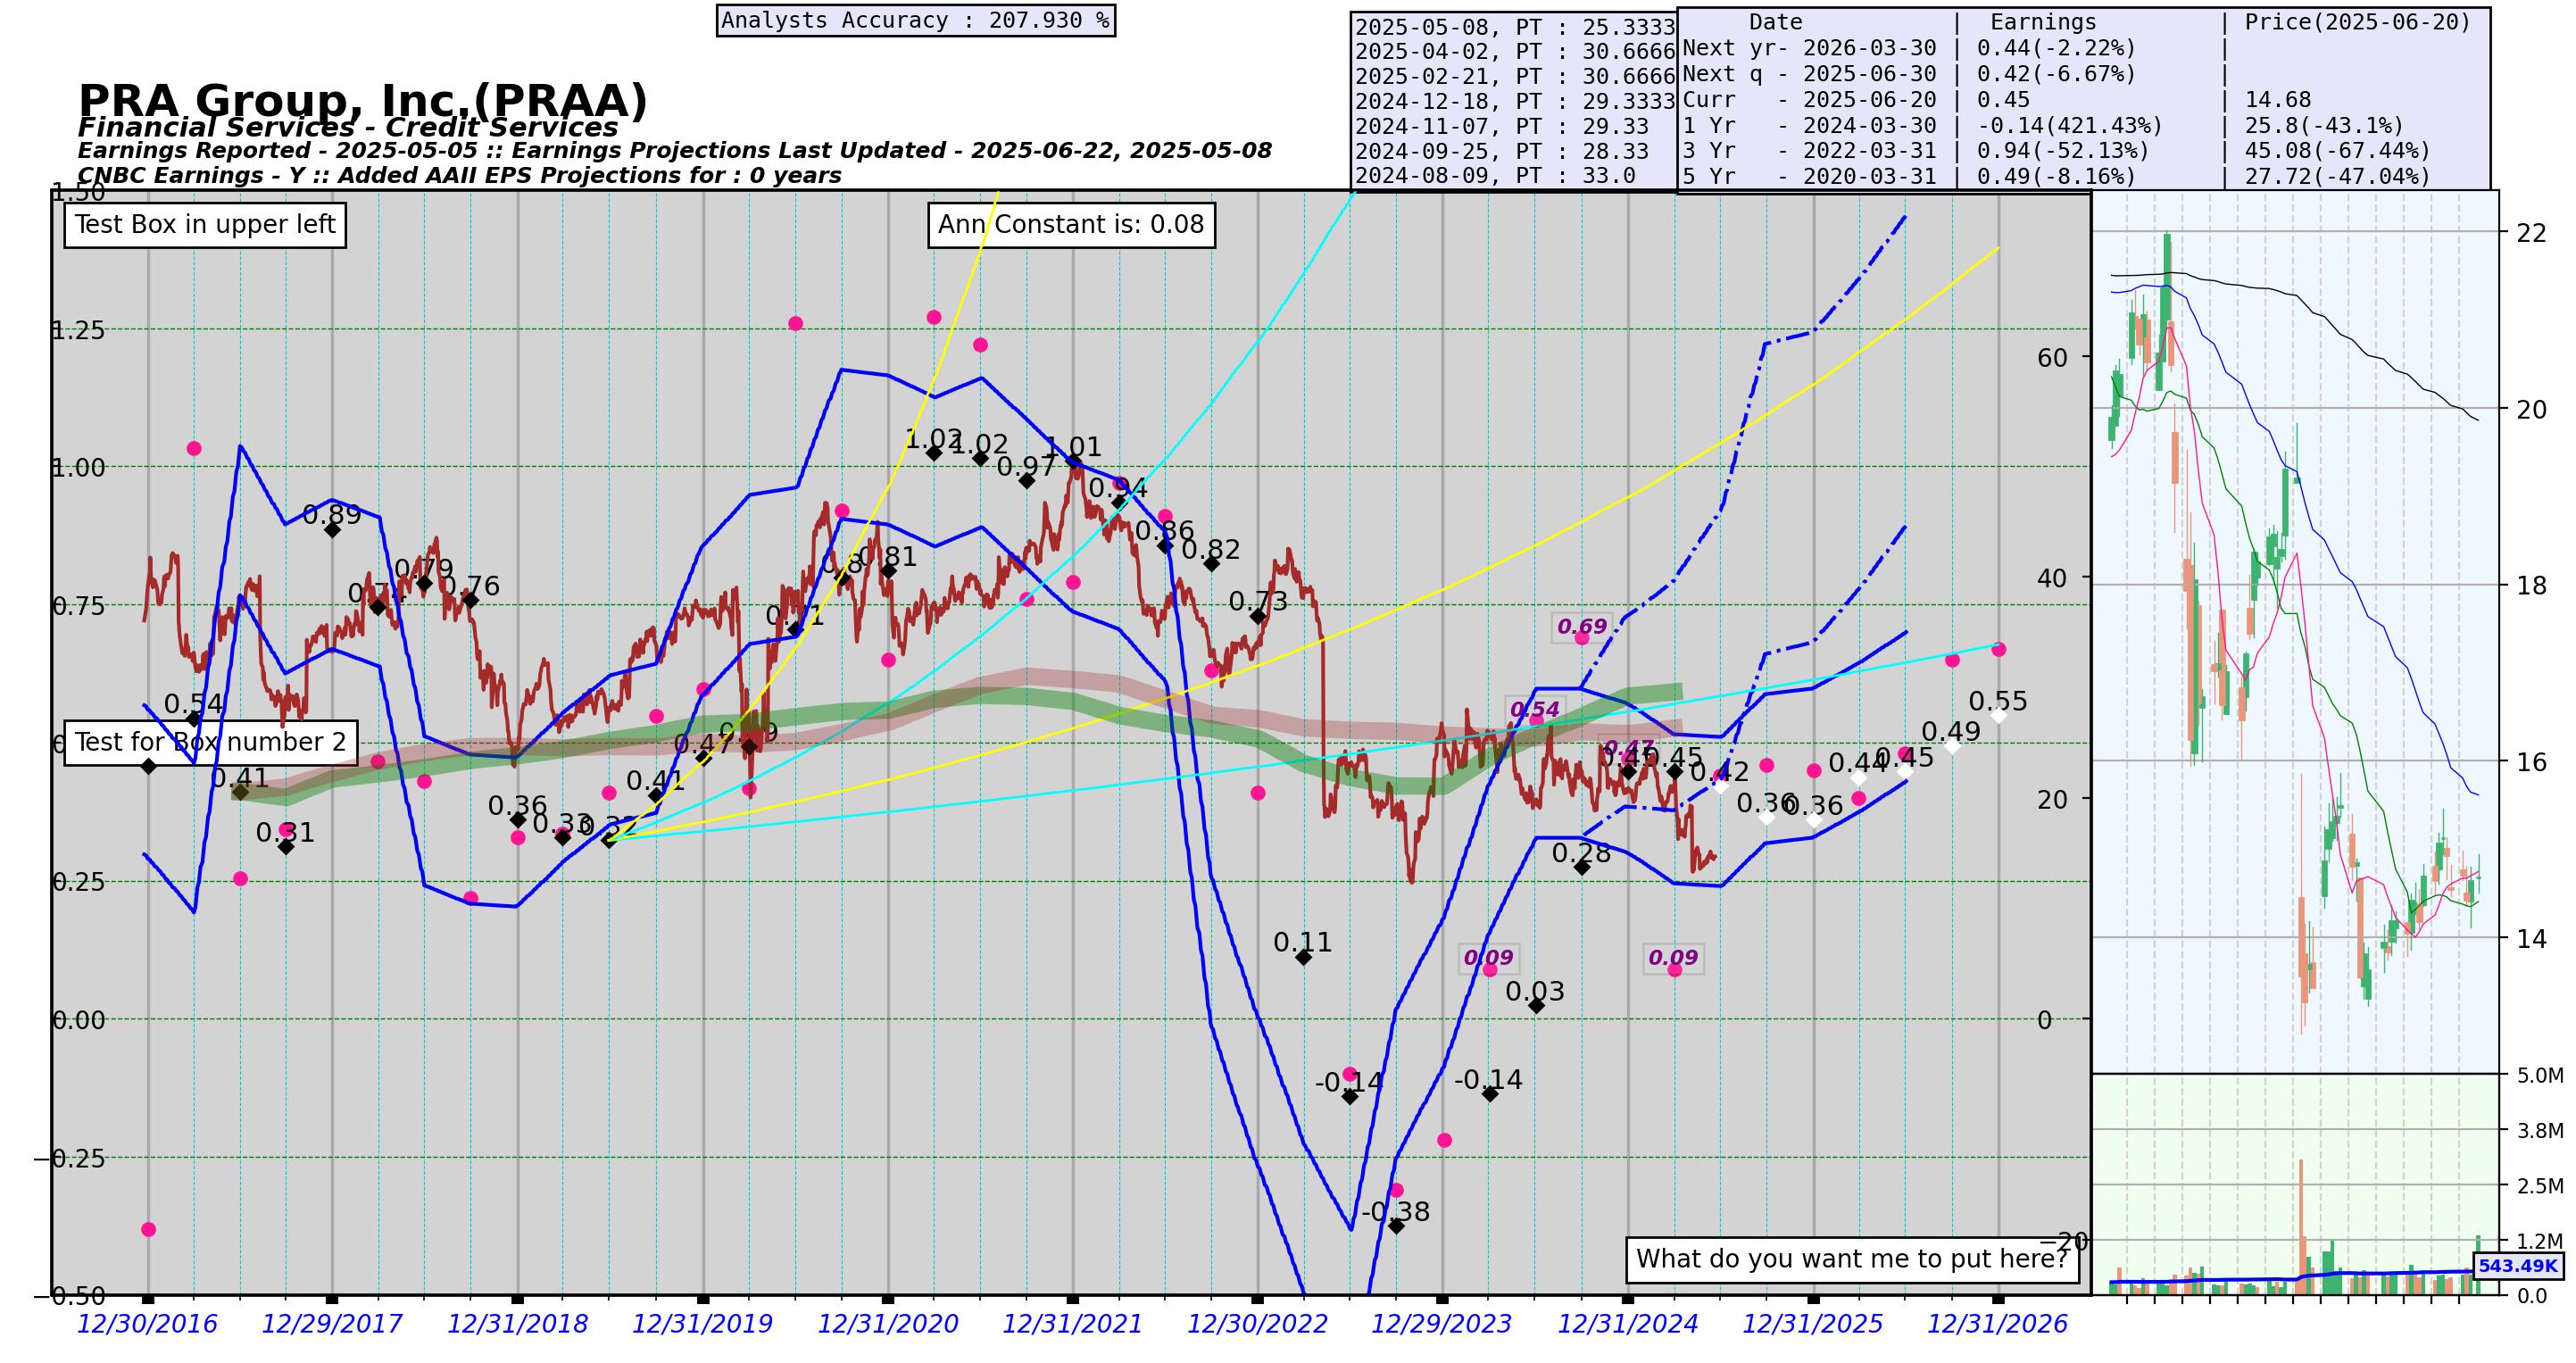 Analysts Accuracy : 207.930 %
2025-05-08, PT : 25.3333
2025-04-02, PT : 30.6666
2025-02-21, PT : 30.6666
2024-12-18, PT : 29.3333
2024-11-07, PT : 29.33
2024-09-25, PT : 28.33
2024-08-09, PT : 33.0
Date | Earnings | Price(2025-06-20)
Next yr- 2026-03-30 | 0.44(-2.22%) |
Next q - 2025-06-30 | 0.42(-6.67%) |
Curr - 2025-06-20 | 0.45 | 14.68
1 Yr - 2024-03-30 | -0.14(421.43%) | 25.8(-43.1%)
3 Yr - 2022-03-31 | 0.94(-52.13%) | 45.08(-67.44%)
5 Yr - 2020-03-31 | 0.49(-8.16%) | 27.72(-47.04%)
PRA Group, Inc.(PRAA)
Financial Services - Credit Services
Earnings Reported - 2025-05-05 :: Earnings Projections Last Updated - 2025-06-22, 2025-05-08
CNBC Earnings - Y :: Added AAII EPS Projections for : 0 years
Test Box in upper left
Ann Constant is: 0.08
Test for Box number 2
What do you want me to put here?
1.50
1.25
1.00
0.75
0.25
0.00
−0.25
−0.50
0.54
0.41
0.31
0.89
0.79
0.76
0.36
0.33
0.32
0.41
0.47
0.81
1.02
1.02
0.97
1.01
0.94
0.86
0.82
0.73
0.11
-0.14
-0.38
-0.14
0.03
0.28
0.45
0.42
0.36
0.36
0.44
0.45
0.49
0.55
0.09
0.54
0.69
0.47
0.09
60
40
20
0
−20
22
20
18
16
14
5.0M
3.8M
2.5M
1.2M
0.0
543.49K
12/30/2016
12/29/2017
12/31/2018
12/31/2019
12/31/2020
12/31/2021
12/30/2022
12/29/2023
12/31/2024
12/31/2025
12/31/2026